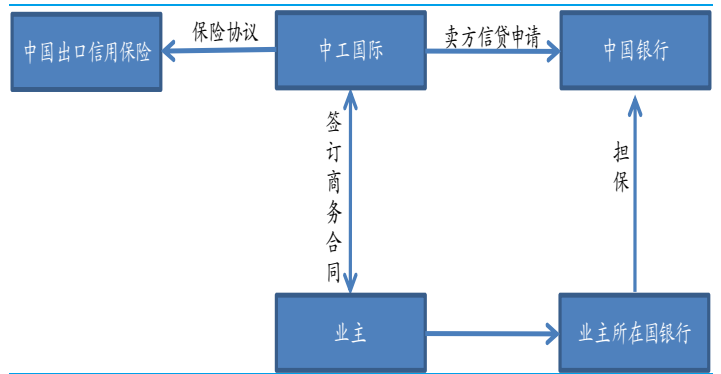 保险协议
卖方信贷申请
中国出口信用保险
中工国际
中国银行
签订商务合同
担保
业主
业主所在国银行